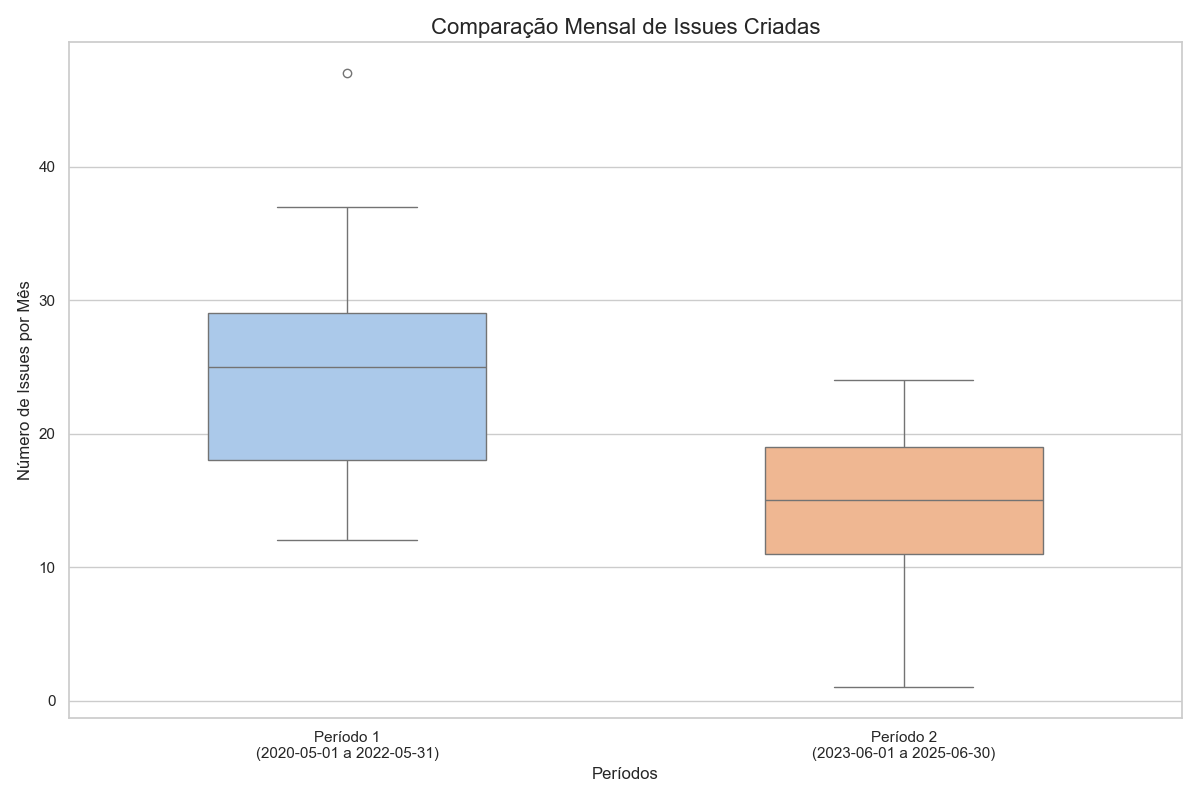 Comparação Mensal de Issues Criadas
Número de Issues por Mês
40
30
20
10
0
Período 1
(2020-05-01 a 2022-05-31)
Período 2
(2023-06-01 a 2025-06-30)
Períodos